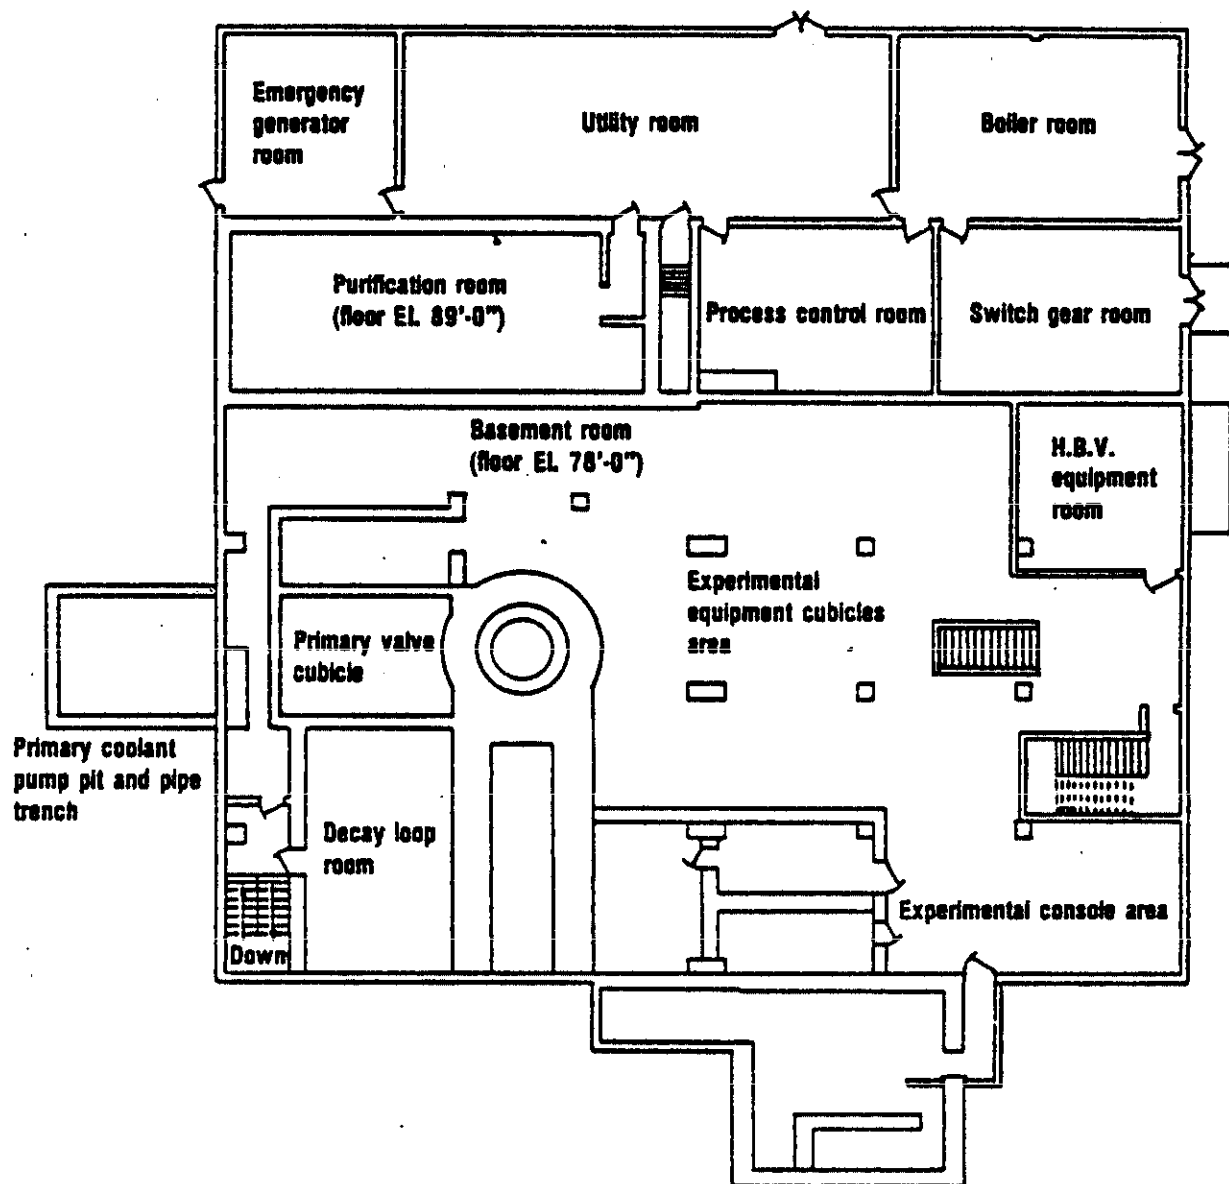 Emergency
generator
room
Utility room
Boiler room
Purification room
(floor EL 89'-0")
Process control room
Switch gear room
Basement room
(floor EL 78'-0")
H.B.V.
equipment
room
Experimental
equipment cubicles
area
Primary valve
cubicle
Primary coolant
pump pit and pipe
trench
Decay loop
room
Experimental console area
Down